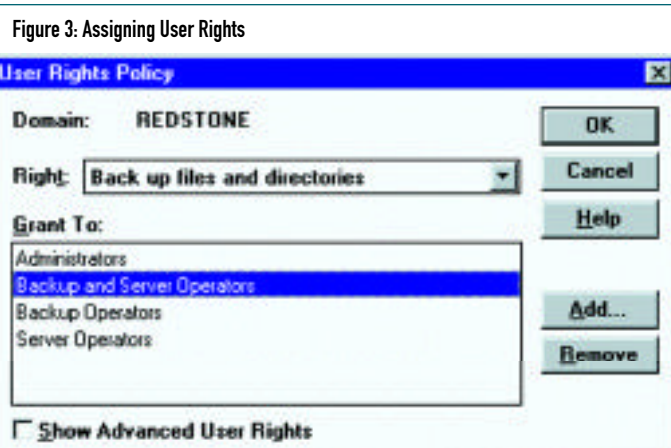 Figure 3: Assigning User Rights
User Rights Policy
Domain: REDSTONE
OK
Right: Back up files and directories
Cancel
Help
Grant To:
Administrators
Backup and Server Operators
Backup Operators
Server Operators
Add...
Remove
Show Advanced User Rights